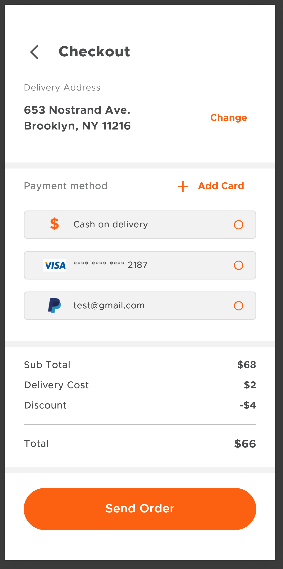 Checkout
Delivery Address
653 Nostrand Ave.
Brooklyn, NY 11216
Change
Payment method
+ Add Card
$ Cash on delivery
VISA **** **** **** 2187
test@gmail.com
Sub Total $68
Delivery Cost $2
Discount -$4
Total $66
Send Order